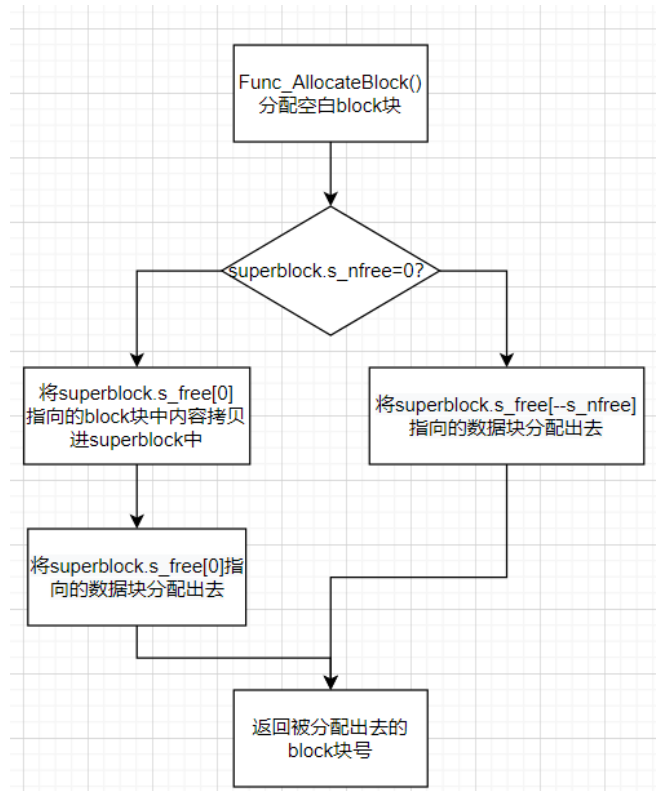 Func_AllocateBlock()
分配空白block块
superblock.s_nfree=0?
将superblock.s_free[0]
指向的block块中内容拷贝
进superblock中
将superblock.s_free[--s_nfree]
指向的数据块分配出去
将superblock.s_free[0]指
向的数据块分配出去
返回被分配出去的
block块号